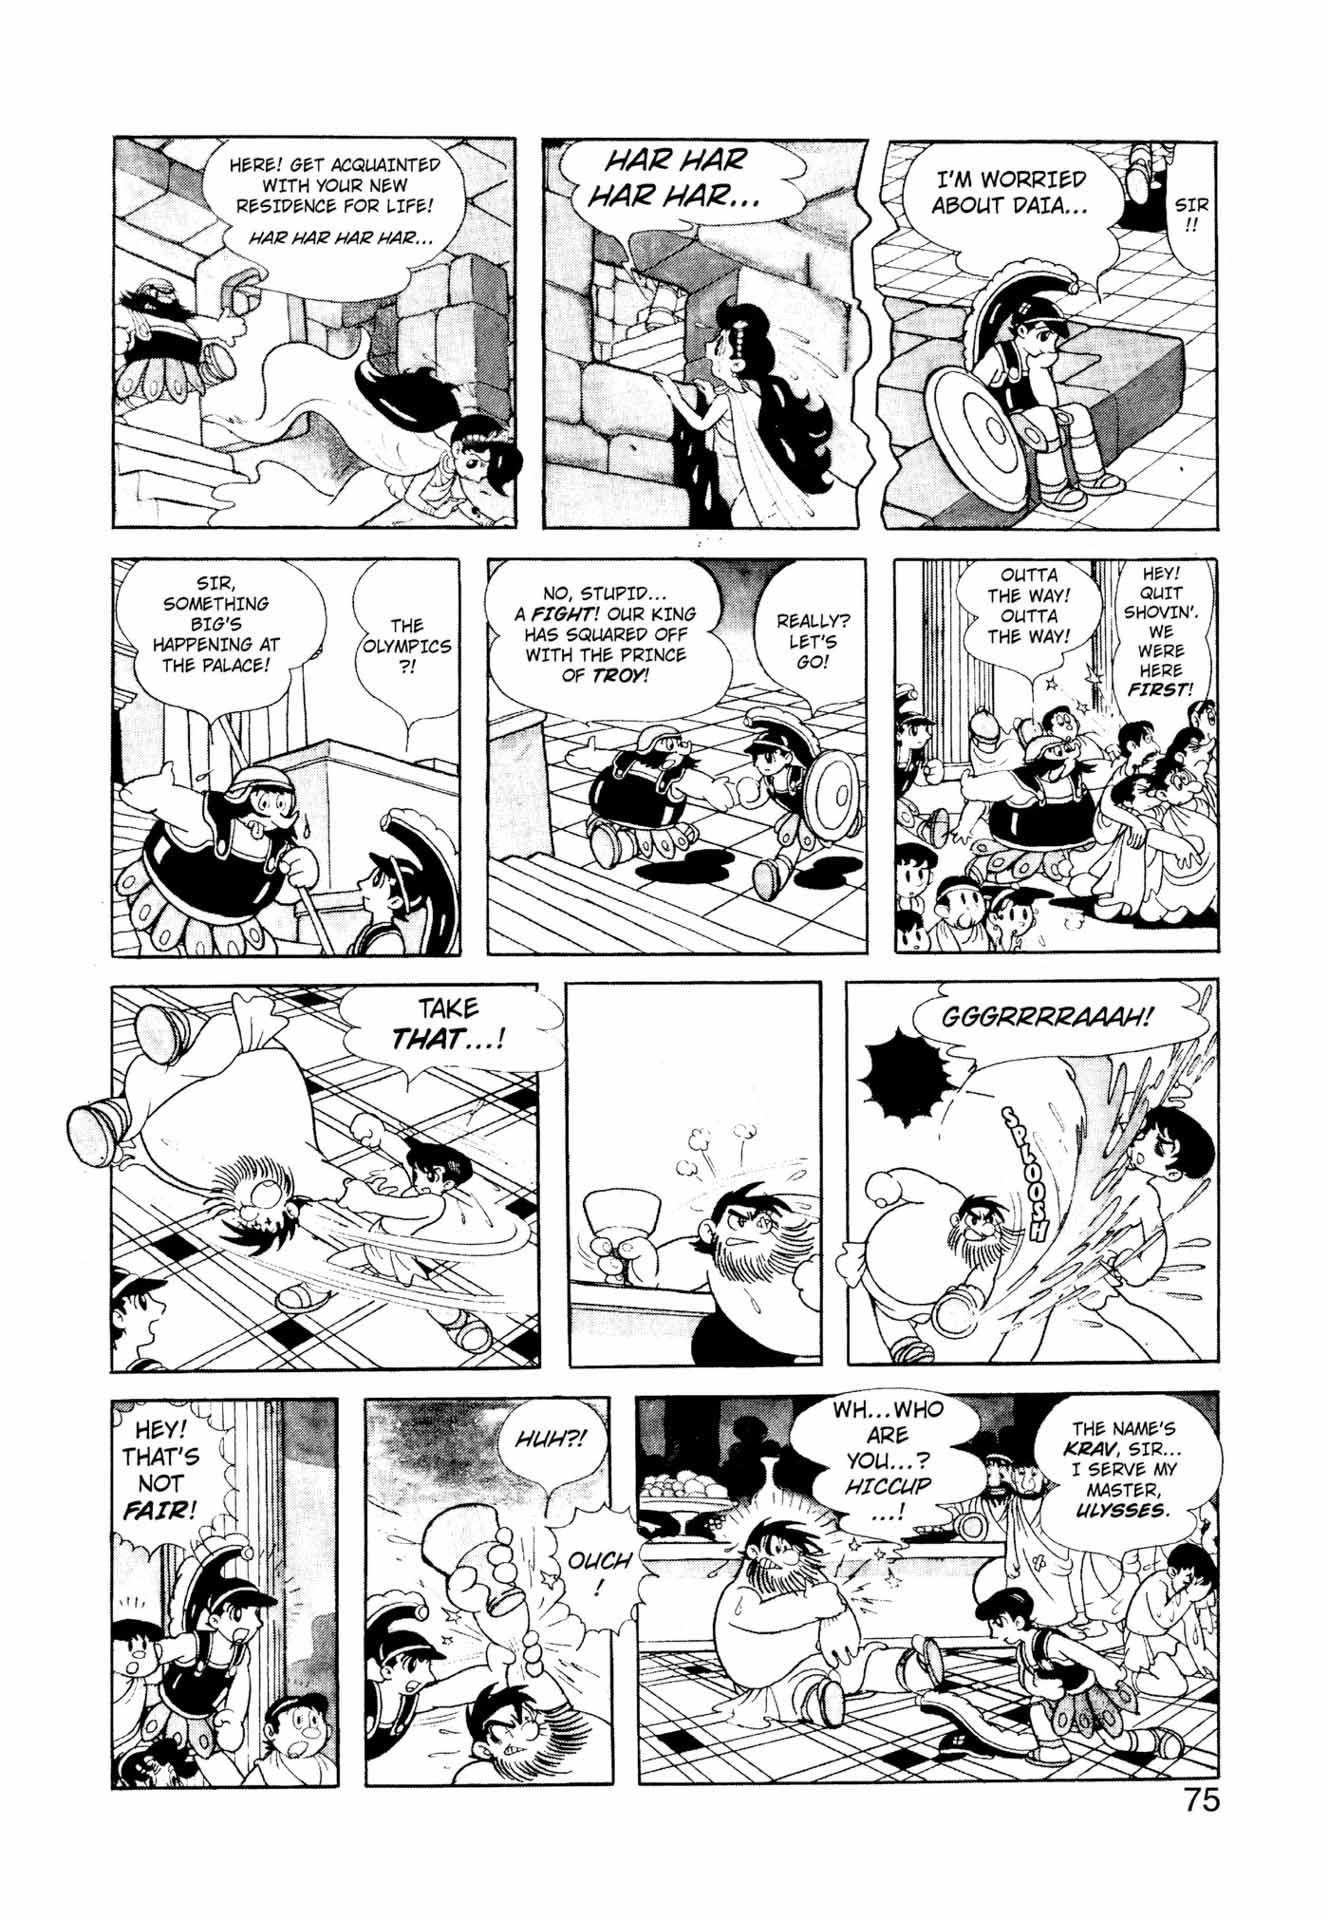 HERE! GET ACQUAINTED
WITH YOUR NEW
RESIDENCE FOR LIFE!
HAR HAR HAR HAR...
HAR HAR
HAR HAR...
I'M WORRIED
ABOUT DAIA...
SIR
!!
SIR,
SOMETHING
BIG'S
HAPPENING AT
THE PALACE!
THE
OLYMPICS
?!
NO, STUPID...
A FIGHT! OUR KING
HAS SQUARED OFF
WITH THE PRINCE
OF TROY!
REALLY?
LET'S
GO!
OUTTA
THE WAY!
OUTTA
THE WAY!
HEY!
QUIT
SHOVIN'.
WE
WERE
HERE
FIRST!
TAKE
THAT...!
GGGRRRRAAAH!
SPLOOSH
HEY!
THAT'S
NOT
FAIR!
HUH?!
OUCH
!
WH...WHO
ARE
YOU...?
HICCUP
...!
THE NAME'S
KRAV, SIR...
I SERVE MY
MASTER,
ULYSSES.
75